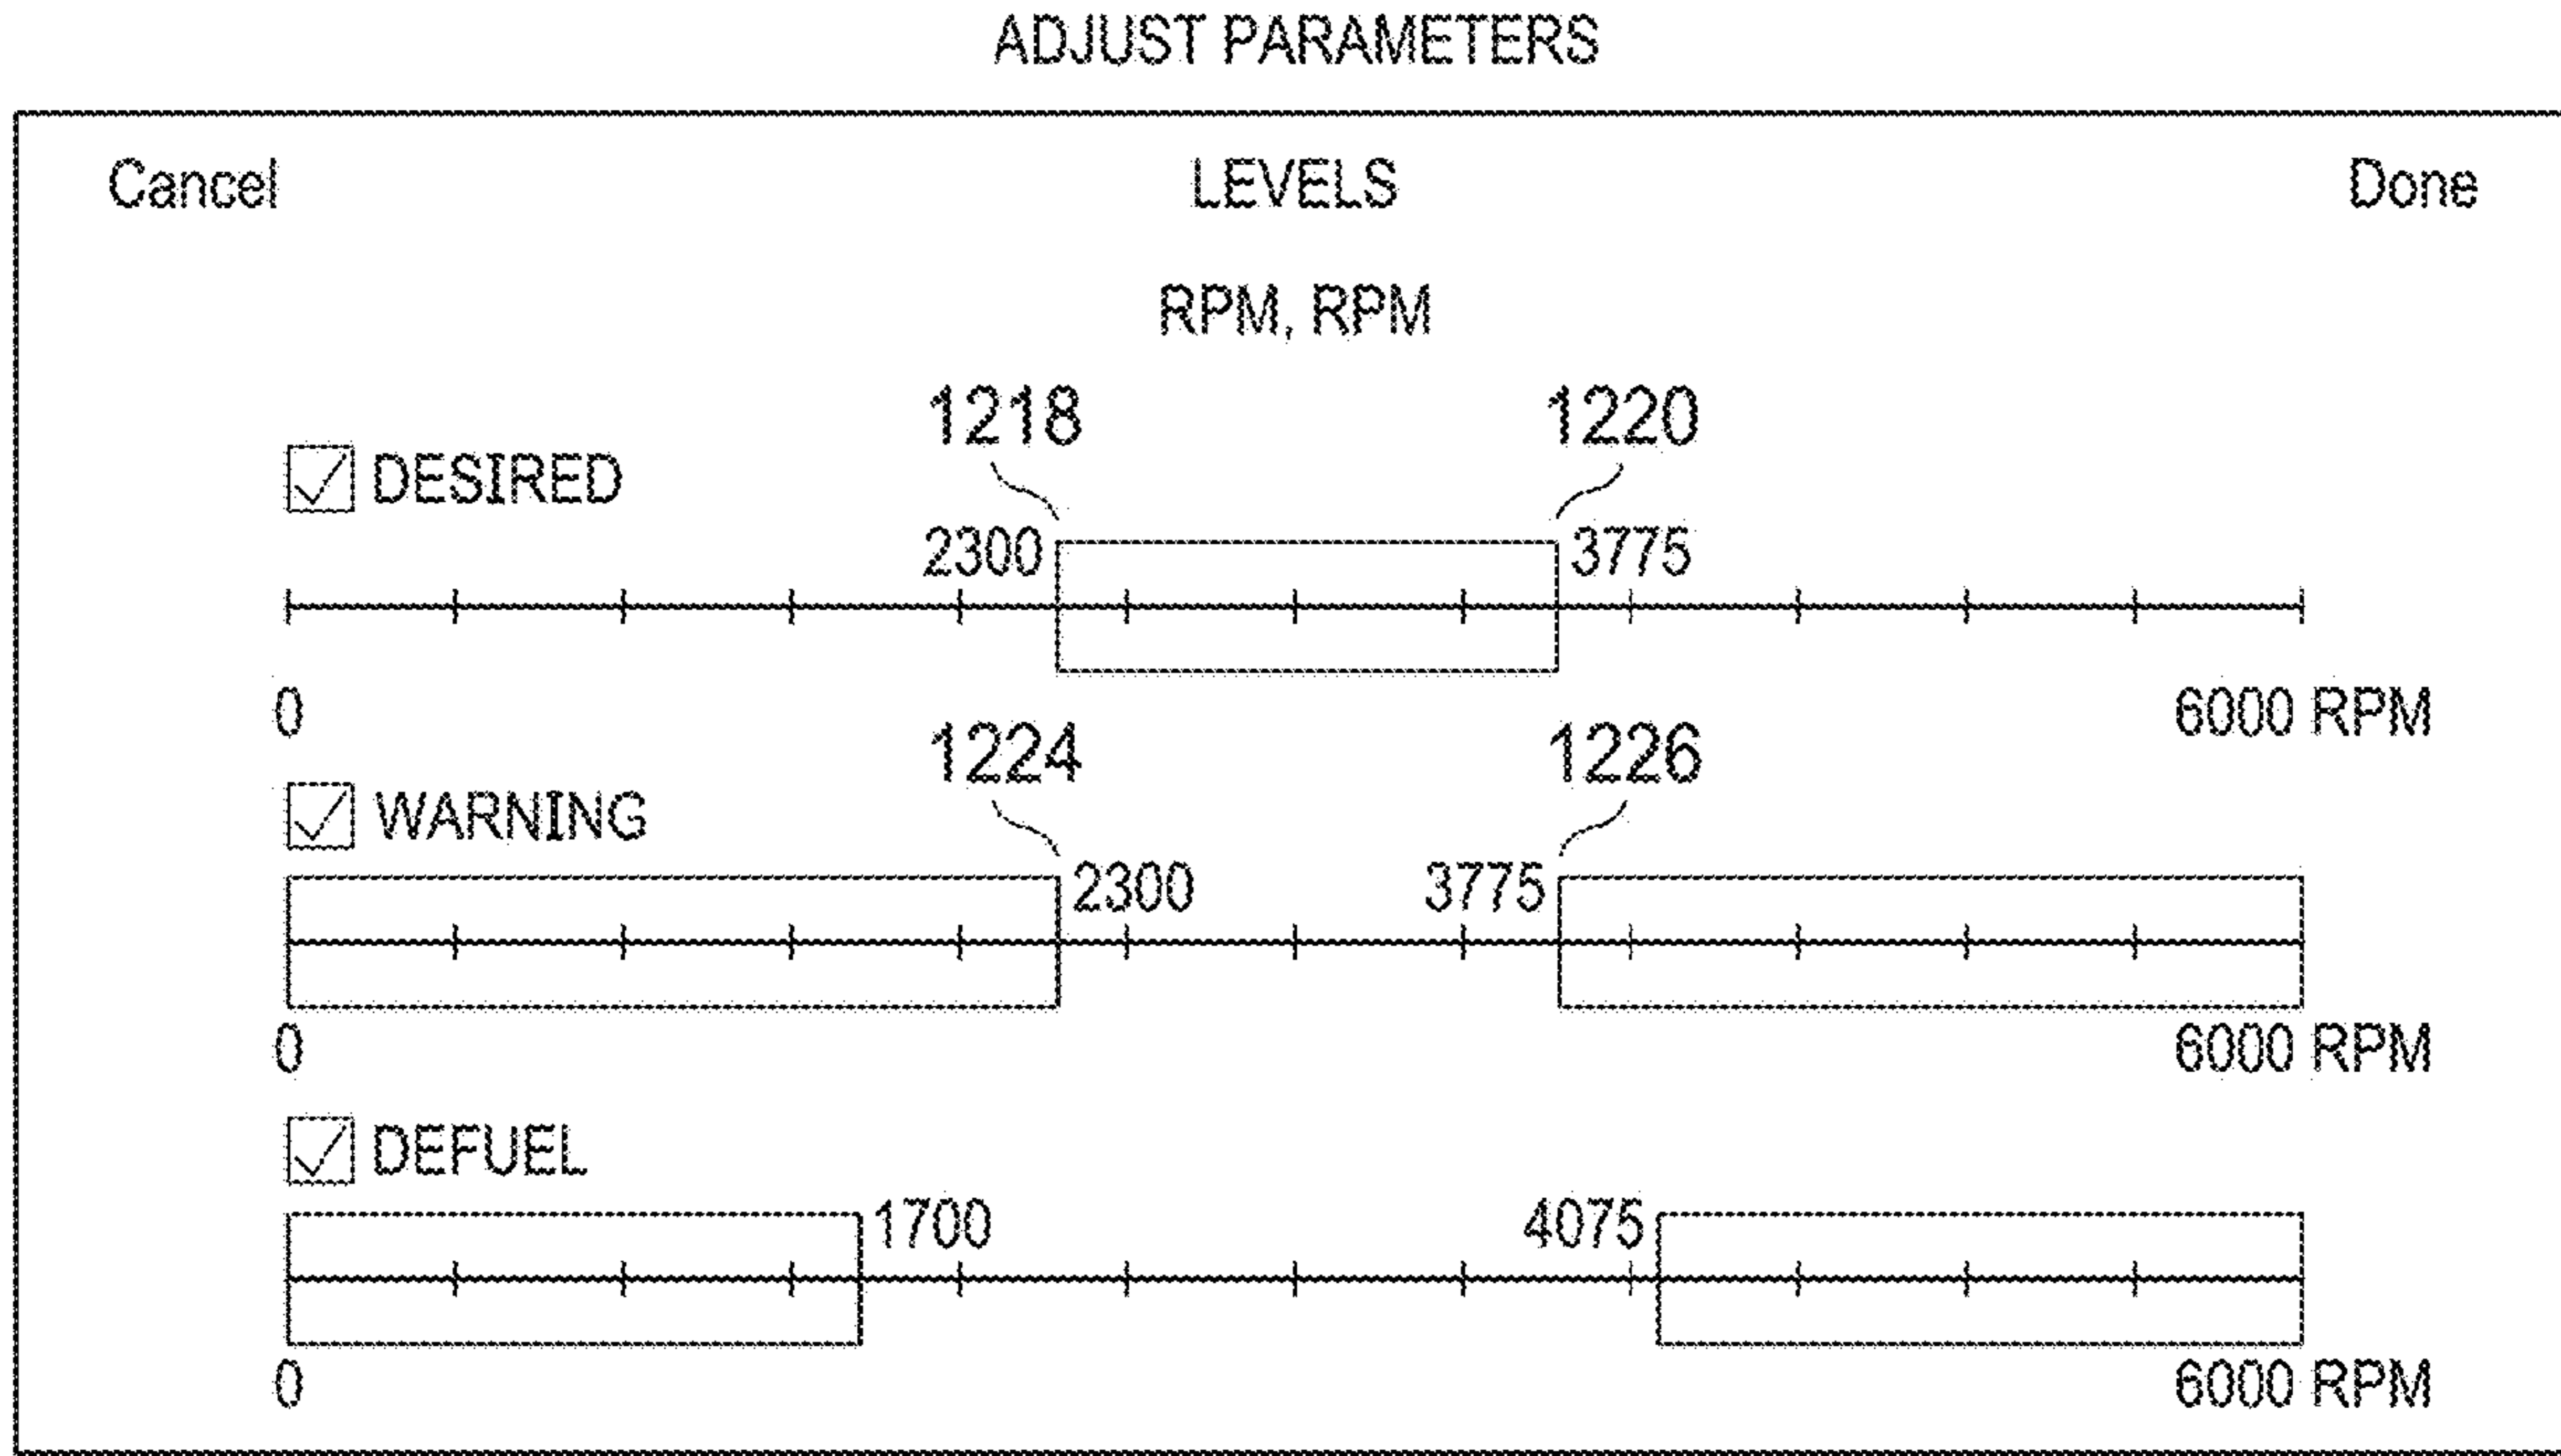 ADJUST PARAMETERS
Cancel LEVELS Done
RPM, RPM
1218 1220
DESIRED
2300 3775
0 6000 RPM
1224 1226
WARNING
2300 3775
0 6000 RPM
DEFUEL
1700 4075
0 6000 RPM